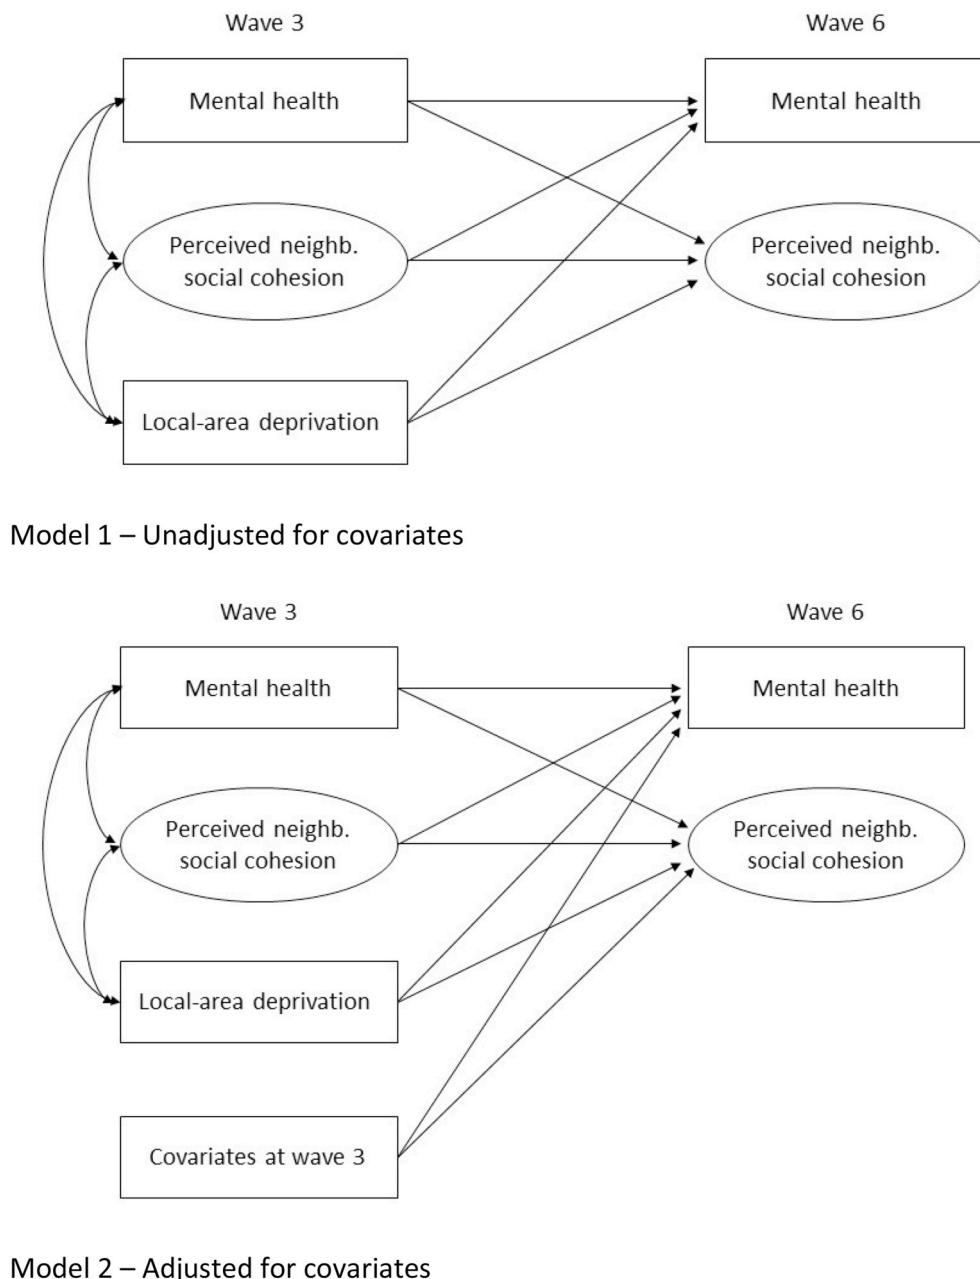 Wave 3
Wave 6
Mental health
Mental health
Perceived neighb.
social cohesion
Perceived neighb.
social cohesion
Local-area deprivation
Model 1 – Unadjusted for covariates
Wave 3
Wave 6
Mental health
Mental health
Perceived neighb.
social cohesion
Perceived neighb.
social cohesion
Local-area deprivation
Covariates at wave 3
Model 2 – Adjusted for covariates